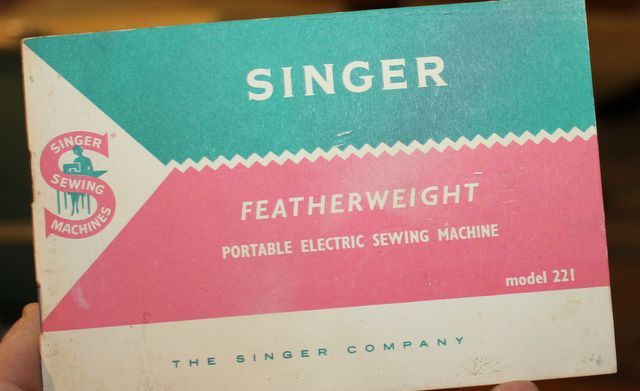 SINGER
SINGER*
SEWING
MACHINES
FEATHERWEIGHT
PORTABLE ELECTRIC SEWING MACHINE
model 221
THE SINGER COMPANY